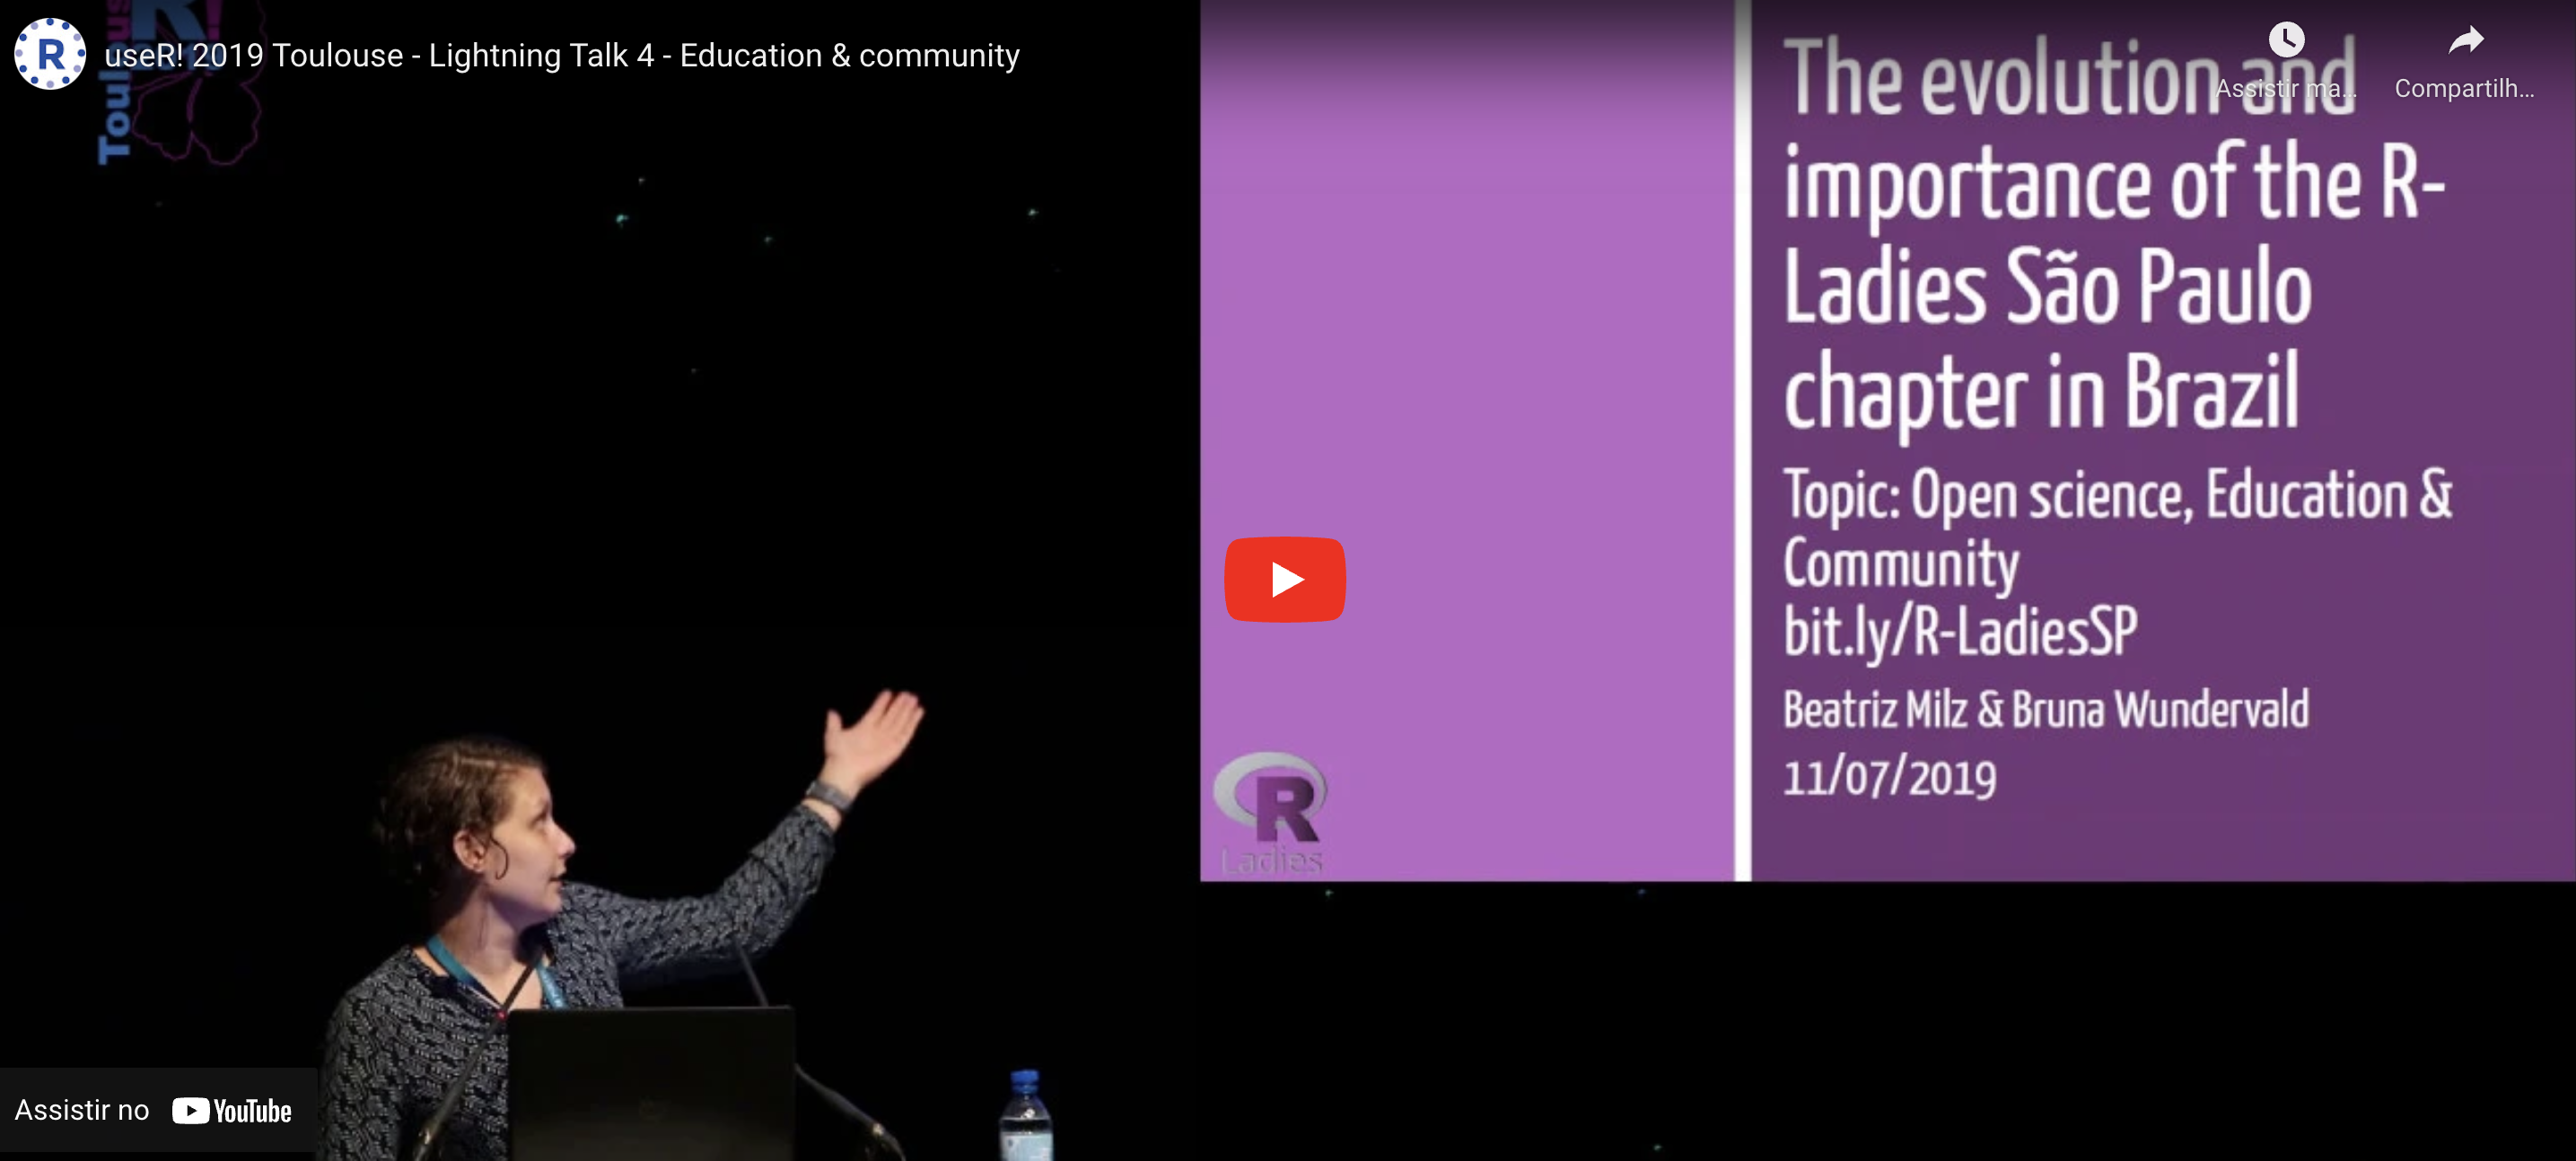 useR! 2019 Toulouse - Lightning Talk 4 - Education & community
Assistir ma...
Compartilh...
The evolution and
importance of the R-
Ladies São Paulo
chapter in Brazil
Topic: Open science, Education &
Community
bit.ly/R-LadiesSP
Beatriz Milz & Bruna Wundervald
11/07/2019
R
Ladies
R
Toulouse
R!
Assistir no YouTube